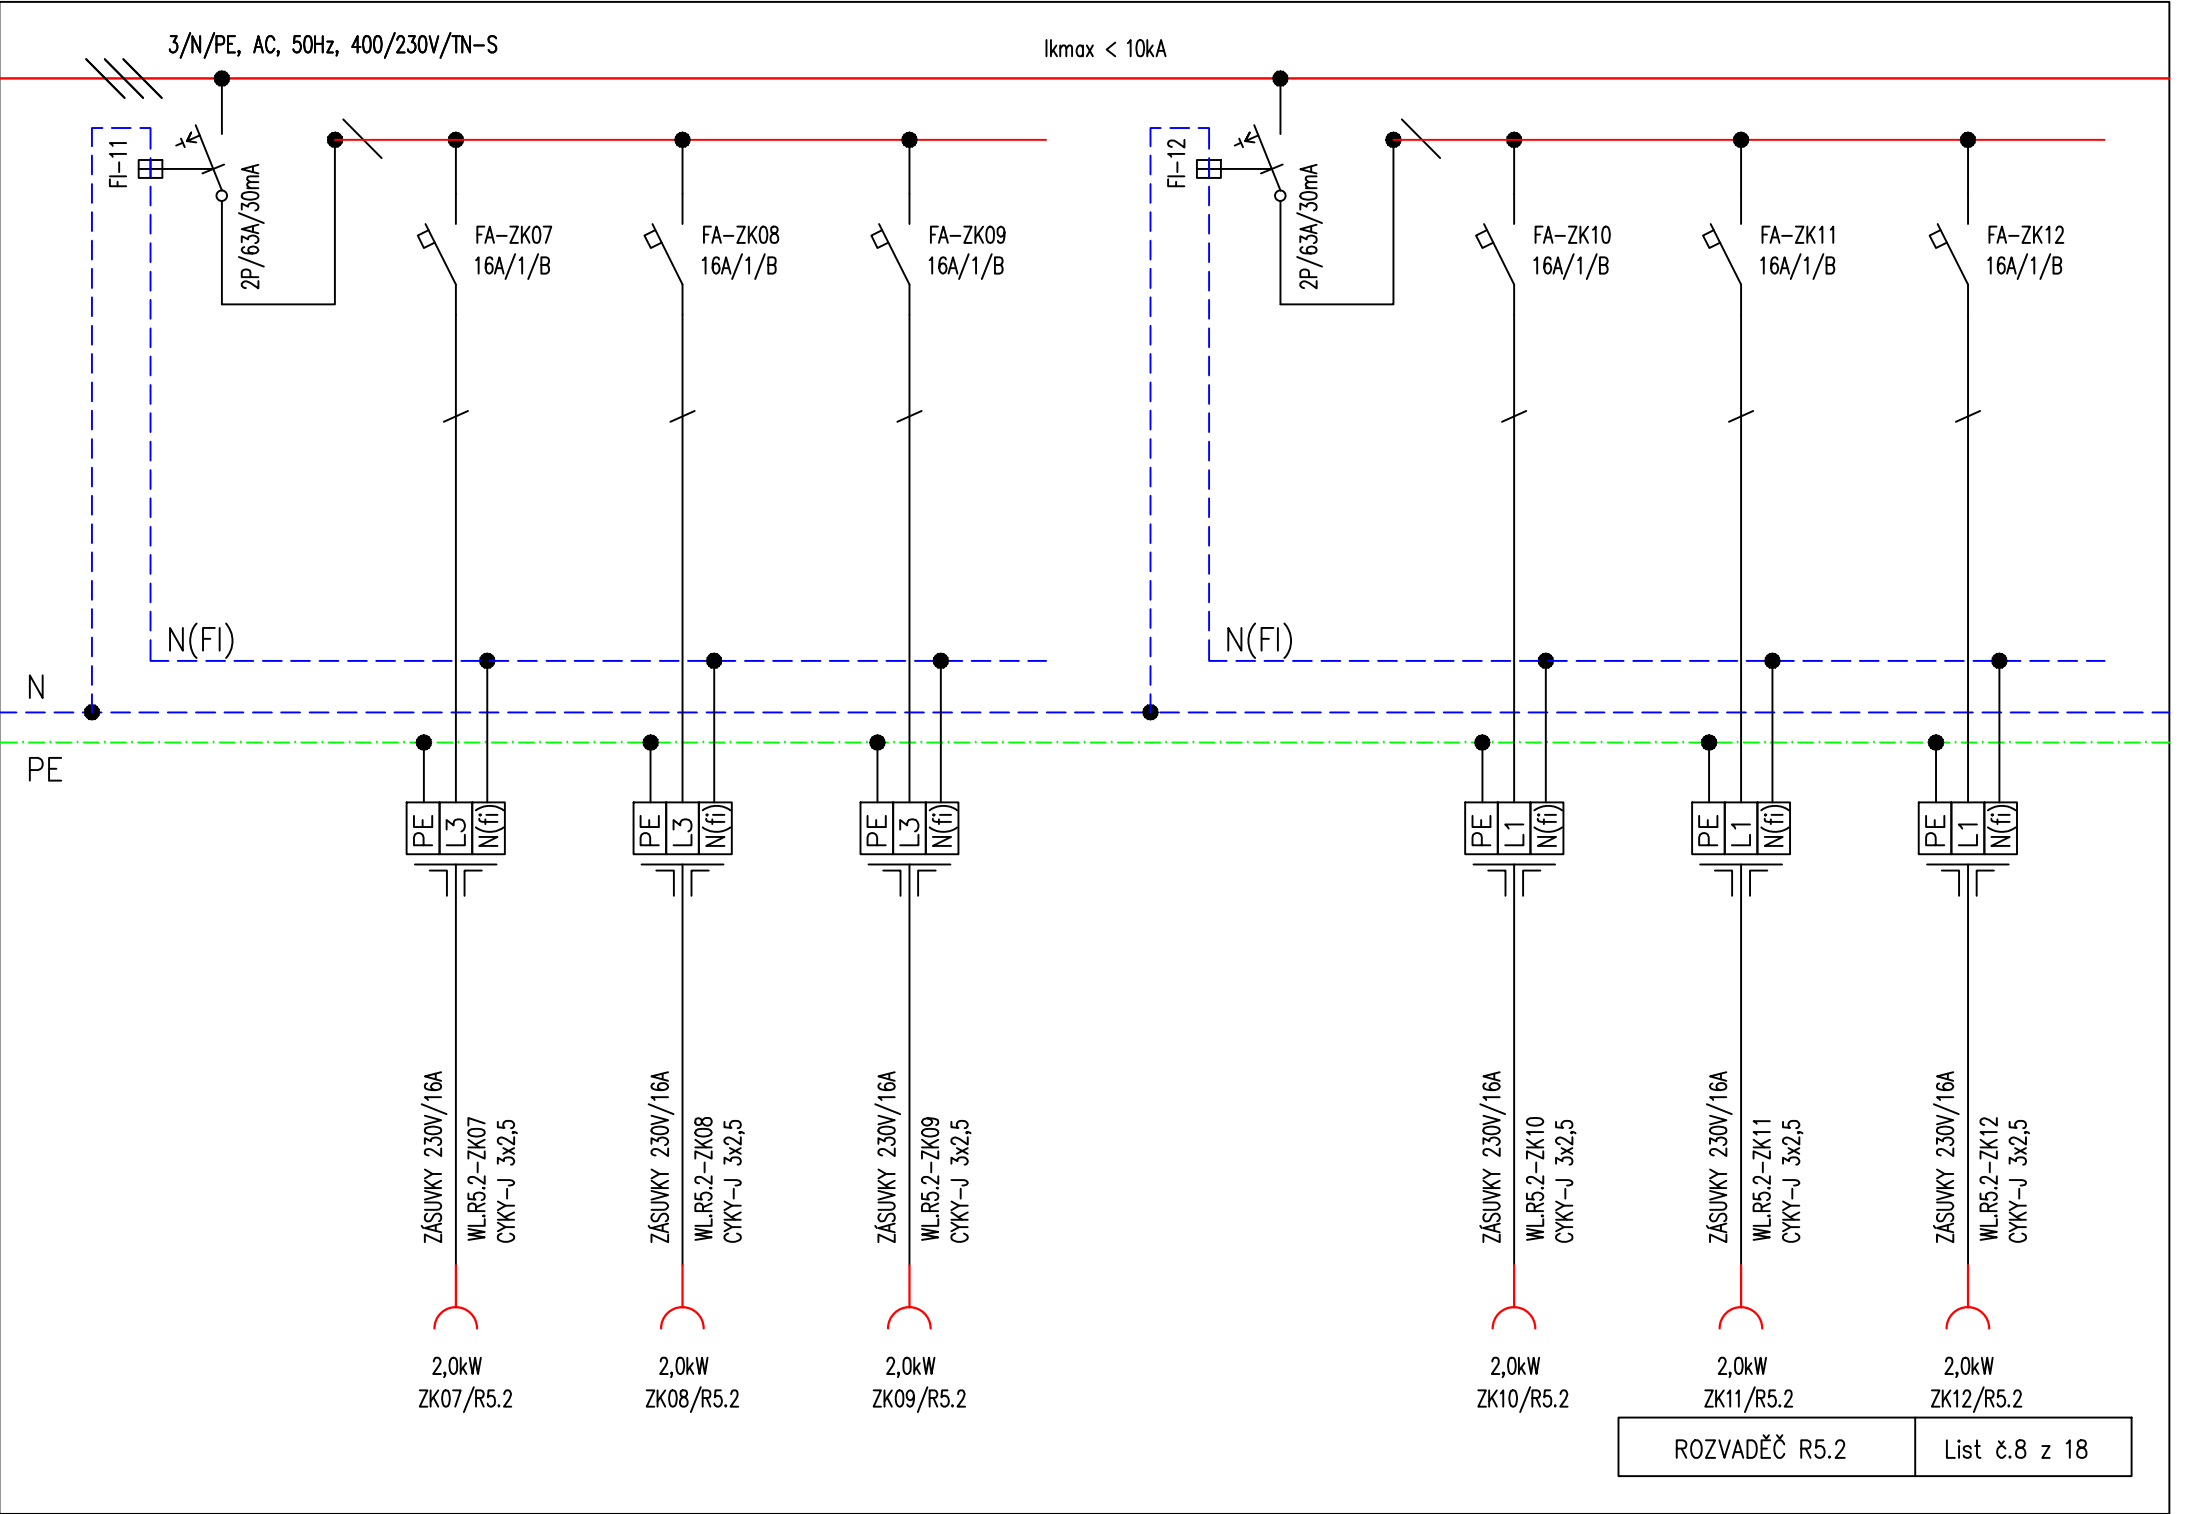 3/N/PE, AC, 50Hz, 400/230V/TN-S
Ikmax < 10kA
FI-11
2P/63A/30mA
FA-ZK07
16A/1/B
FA-ZK08
16A/1/B
FA-ZK09
16A/1/B
FI-12
2P/63A/30mA
FA-ZK10
16A/1/B
FA-ZK11
16A/1/B
FA-ZK12
16A/1/B
N(FI)
N(FI)
N
PE
PE
L3
N(fi)
PE
L3
N(fi)
PE
L3
N(fi)
PE
L1
N(fi)
PE
L1
N(fi)
PE
L1
N(fi)
ZÁSUVKY 230V/16A
WL.R5.2-ZK07
CYKY-J 3x2,5
ZÁSUVKY 230V/16A
WL.R5.2-ZK08
CYKY-J 3x2,5
ZÁSUVKY 230V/16A
WL.R5.2-ZK09
CYKY-J 3x2,5
ZÁSUVKY 230V/16A
WL.R5.2-ZK10
CYKY-J 3x2,5
ZÁSUVKY 230V/16A
WL.R5.2-ZK11
CYKY-J 3x2,5
ZÁSUVKY 230V/16A
WL.R5.2-ZK12
CYKY-J 3x2,5
2,0kW
ZK07/R5.2
2,0kW
ZK08/R5.2
2,0kW
ZK09/R5.2
2,0kW
ZK10/R5.2
2,0kW
ZK11/R5.2
2,0kW
ZK12/R5.2
ROZVADĚČ R5.2
List č.8 z 18